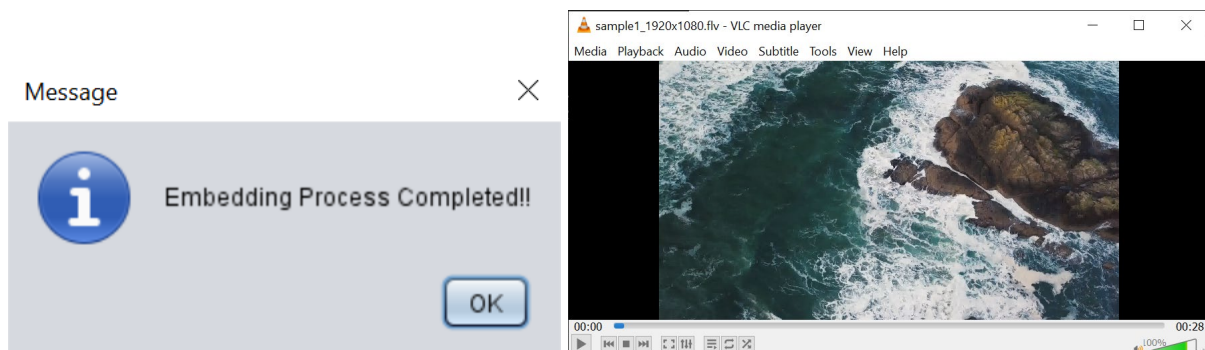 Message
Embedding Process Completed!!
OK
sample1_1920x1080.flv - VLC media player
Media Playback Audio Video Subtitle Tools View Help
00:00
00:28
100%